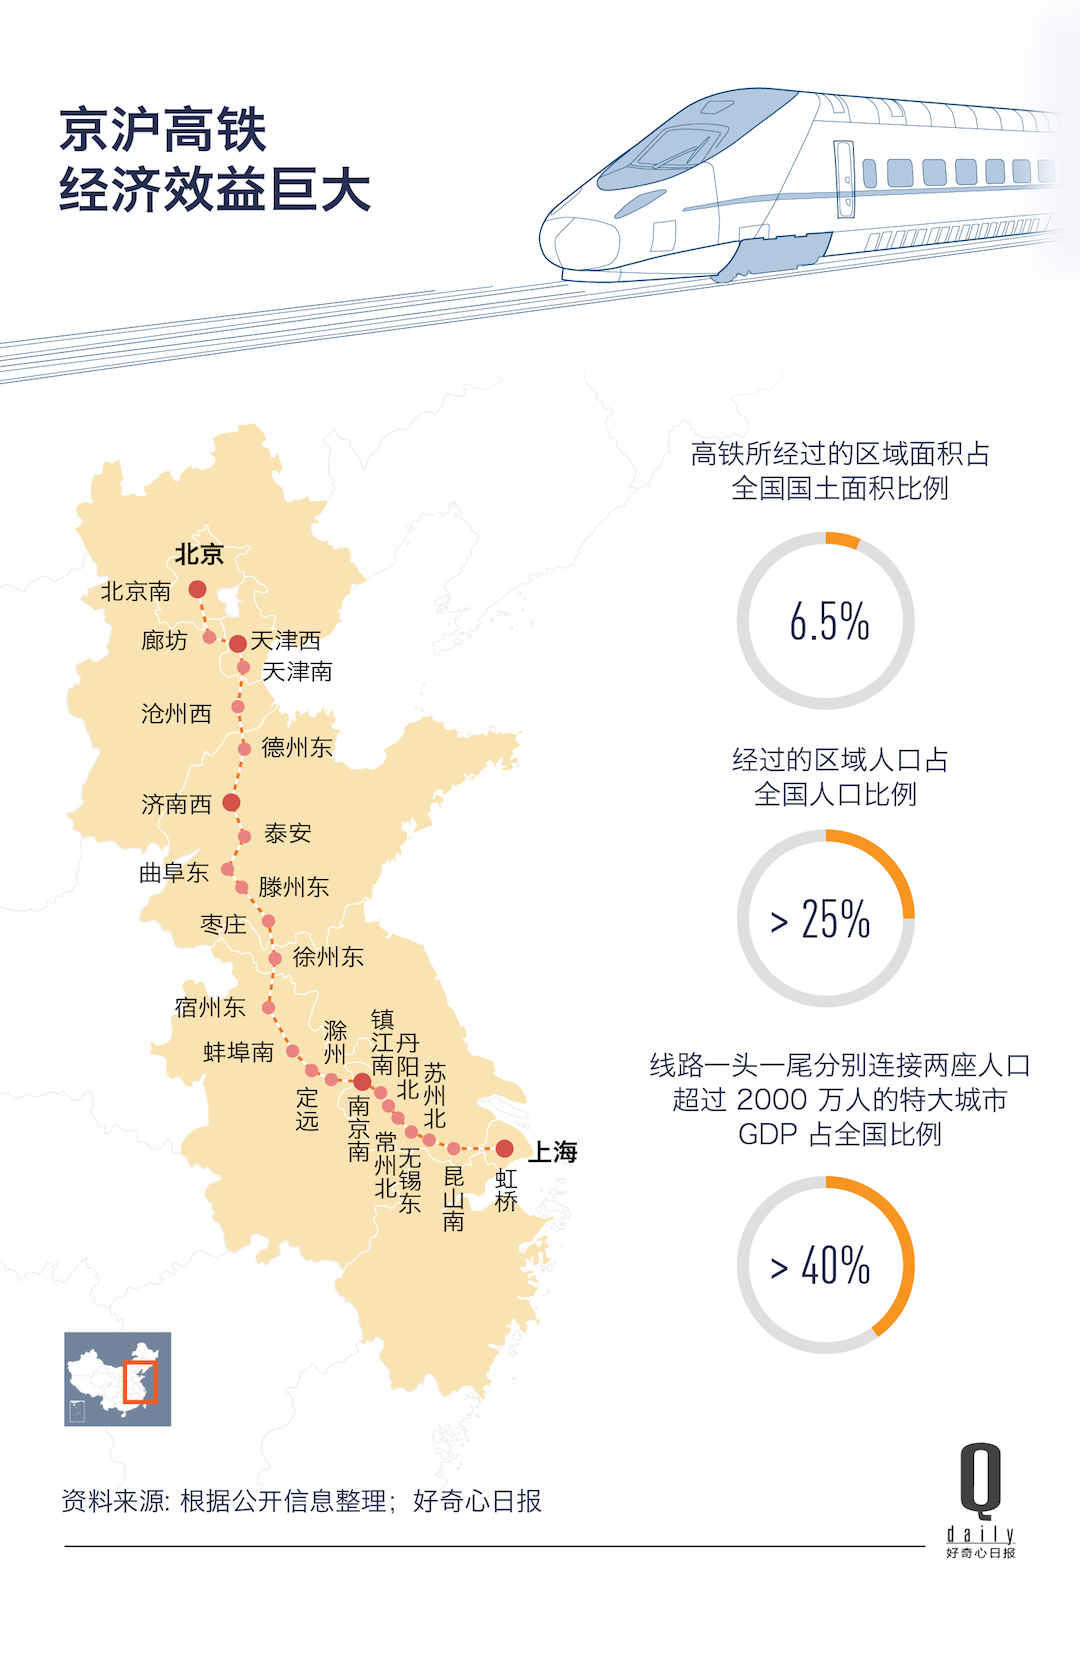 京沪高铁
经济效益巨大
高铁所经过的区域面积占
全国国土面积比例
6.5%
经过的区域人口占
全国人口比例
> 25%
线路一头一尾分别连接两座人口
超过 2000 万人的特大城市
GDP 占全国比例
> 40%
北京
北京南
廊坊
天津西
天津南
沧州西
德州东
济南西
泰安
曲阜东
滕州东
枣庄
徐州东
宿州东
蚌埠南
定远
滁州
南京南
镇江南
丹阳北
常州北
无锡东
苏州北
昆山南
虹桥
上海
资料来源: 根据公开信息整理；好奇心日报
Q
daily
好奇心日报